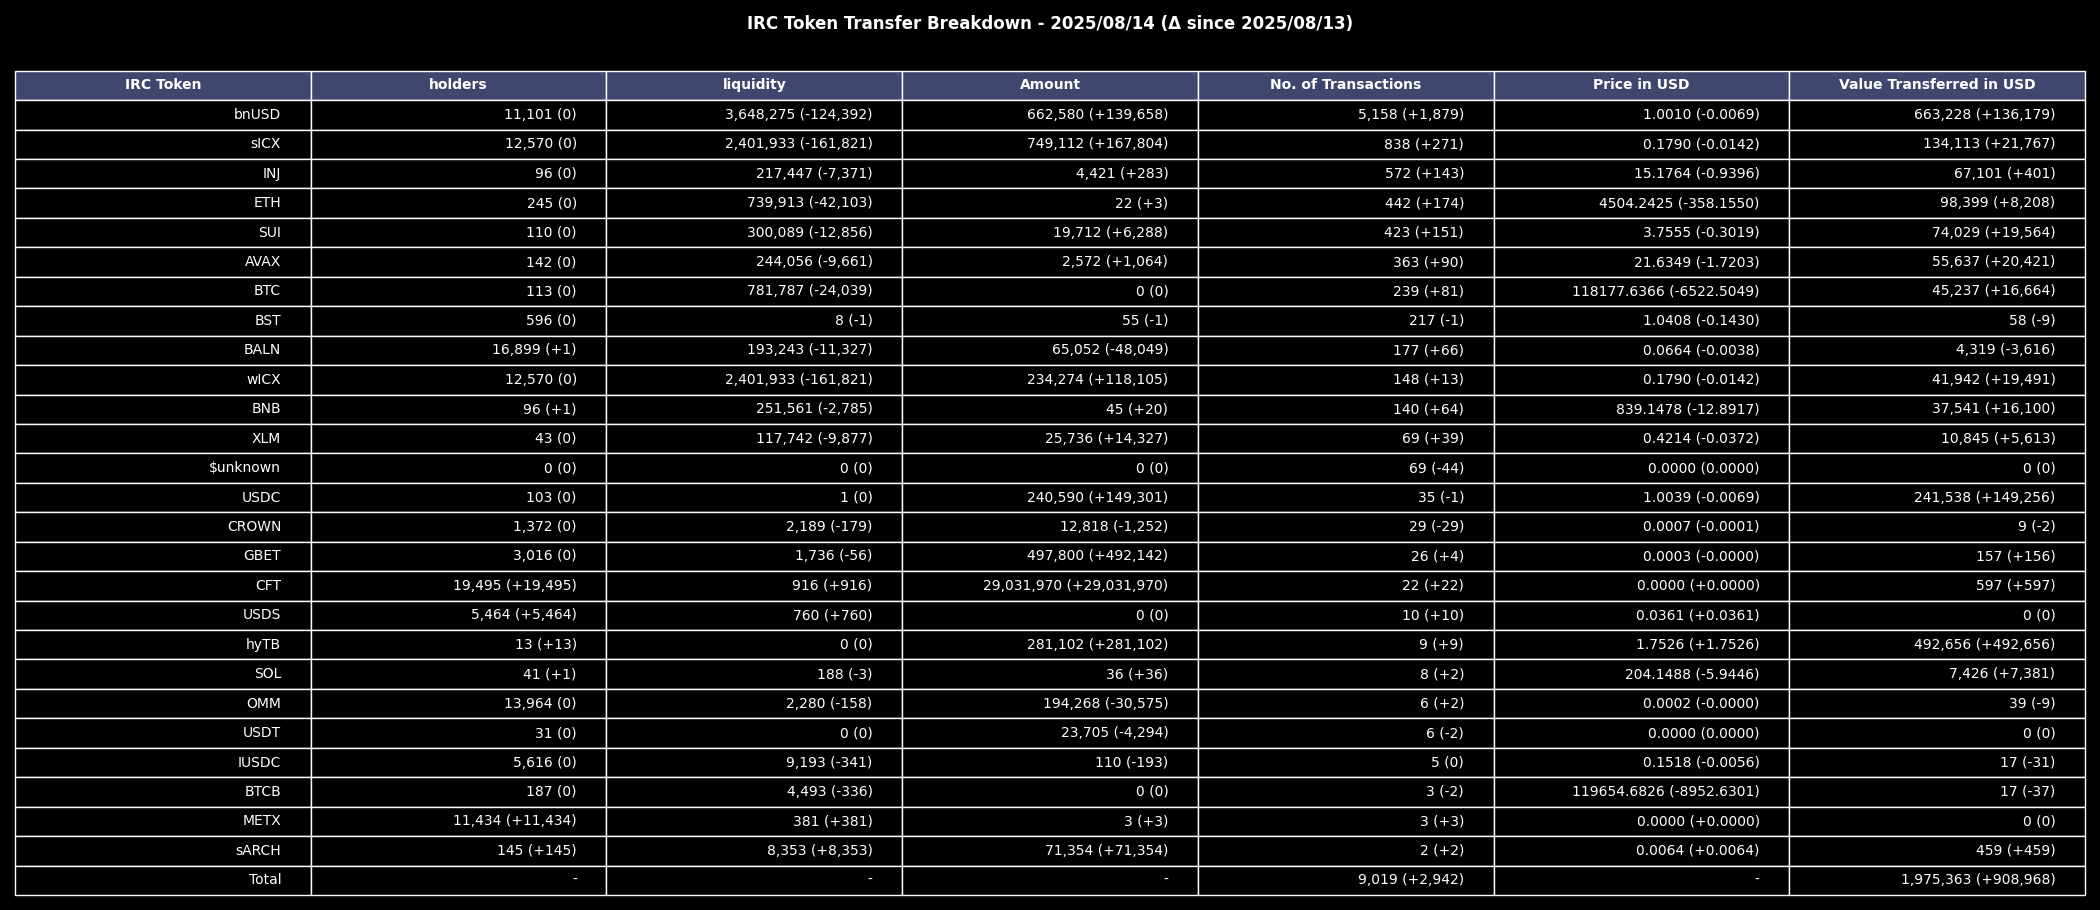 IRC Token Transfer Breakdown - 2025/08/14 (Δ since 2025/08/13)
IRC Token holders liquidity Amount No. of Transactions Price in USD Value Transferred in USD
bnUSD 11,101 (0) 3,648,275 (-124,392) 662,580 (+139,658) 5,158 (+1,879) 1.0010 (-0.0069) 663,228 (+136,179)
sICX 12,570 (0) 2,401,933 (-161,821) 749,112 (+167,804) 838 (+271) 0.1790 (-0.0142) 134,113 (+21,767)
INJ 96 (0) 217,447 (-7,371) 4,421 (+283) 572 (+143) 15.1764 (-0.9396) 67,101 (+401)
ETH 245 (0) 739,913 (-42,103) 22 (+3) 442 (+174) 4504.2425 (-358.1550) 98,399 (+8,208)
SUI 110 (0) 300,089 (-12,856) 19,712 (+6,288) 423 (+151) 3.7555 (-0.3019) 74,029 (+19,564)
AVAX 142 (0) 244,056 (-9,661) 2,572 (+1,064) 363 (+90) 21.6349 (-1.7203) 55,637 (+20,421)
BTC 113 (0) 781,787 (-24,039) 0 (0) 239 (+81) 118177.6366 (-6522.5049) 45,237 (+16,664)
BST 596 (0) 8 (-1) 55 (-1) 217 (-1) 1.0408 (-0.1430) 58 (-9)
BALN 16,899 (+1) 193,243 (-11,327) 65,052 (-48,049) 177 (+66) 0.0664 (-0.0038) 4,319 (-3,616)
wICX 12,570 (0) 2,401,933 (-161,821) 234,274 (+118,105) 148 (+13) 0.1790 (-0.0142) 41,942 (+19,491)
BNB 96 (+1) 251,561 (-2,785) 45 (+20) 140 (+64) 839.1478 (-12.8917) 37,541 (+16,100)
XLM 43 (0) 117,742 (-9,877) 25,736 (+14,327) 69 (+39) 0.4214 (-0.0372) 10,845 (+5,613)
$unknown 0 (0) 0 (0) 0 (0) 69 (-44) 0.0000 (0.0000) 0 (0)
USDC 103 (0) 1 (0) 240,590 (+149,301) 35 (-1) 1.0039 (-0.0069) 241,538 (+149,256)
CROWN 1,372 (0) 2,189 (-179) 12,818 (-1,252) 29 (-29) 0.0007 (-0.0001) 9 (-2)
GBET 3,016 (0) 1,736 (-56) 497,800 (+492,142) 26 (+4) 0.0003 (-0.0000) 157 (+156)
CFT 19,495 (+19,495) 916 (+916) 29,031,970 (+29,031,970) 22 (+22) 0.0000 (+0.0000) 597 (+597)
USDS 5,464 (+5,464) 760 (+760) 0 (0) 10 (+10) 0.0361 (+0.0361) 0 (0)
hyTB 13 (+13) 0 (0) 281,102 (+281,102) 9 (+9) 1.7526 (+1.7526) 492,656 (+492,656)
SOL 41 (+1) 188 (-3) 36 (+36) 8 (+2) 204.1488 (-5.9446) 7,426 (+7,381)
OMM 13,964 (0) 2,280 (-158) 194,268 (-30,575) 6 (+2) 0.0002 (-0.0000) 39 (-9)
USDT 31 (0) 0 (0) 23,705 (-4,294) 6 (-2) 0.0000 (0.0000) 0 (0)
IUSDC 5,616 (0) 9,193 (-341) 110 (-193) 5 (0) 0.1518 (-0.0056) 17 (-31)
BTCB 187 (0) 4,493 (-336) 0 (0) 3 (-2) 119654.6826 (-8952.6301) 17 (-37)
METX 11,434 (+11,434) 381 (+381) 3 (+3) 3 (+3) 0.0000 (+0.0000) 0 (0)
sARCH 145 (+145) 8,353 (+8,353) 71,354 (+71,354) 2 (+2) 0.0064 (+0.0064) 459 (+459)
Total - - - 9,019 (+2,942) - 1,975,363 (+908,968)